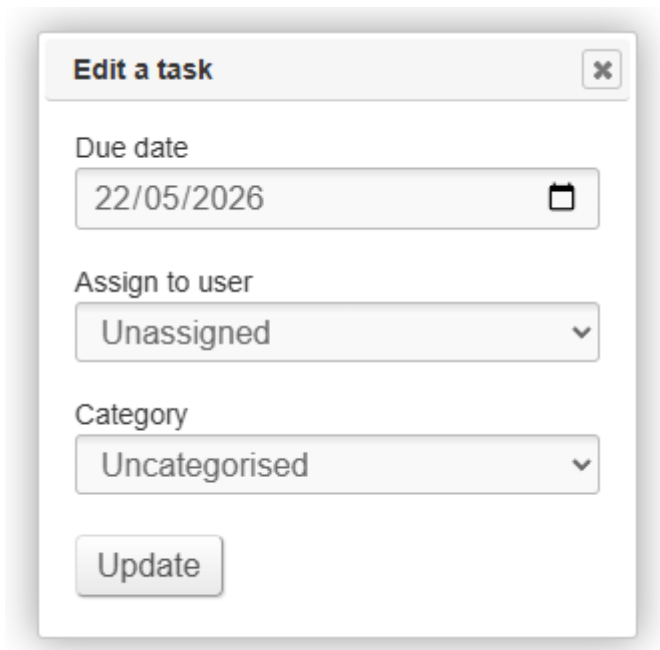 Edit a task
Due date
22/05/2026
Assign to user
Unassigned
Category
Uncategorised
Update